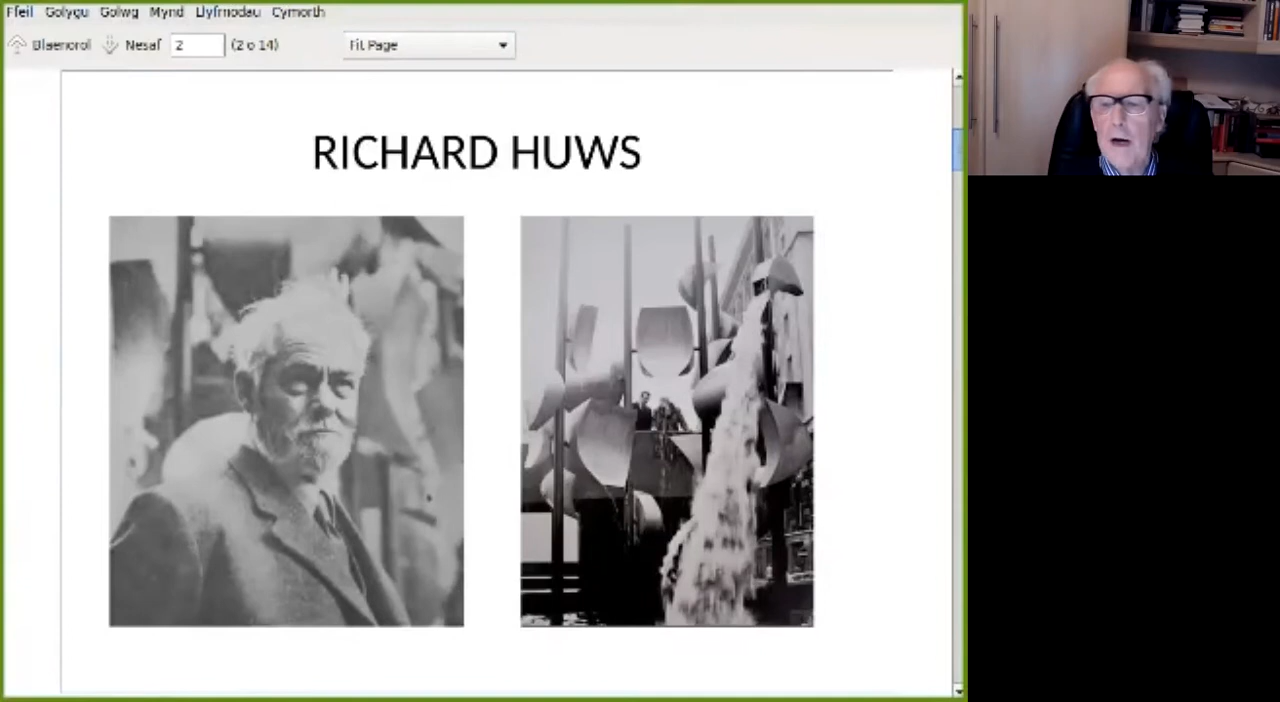 Ffeil Golygu Golwg Mynd Llyfrnodau Cymorth
Blaenorol Nesaf 2 (2 o 14) Fit Page
RICHARD HUWS